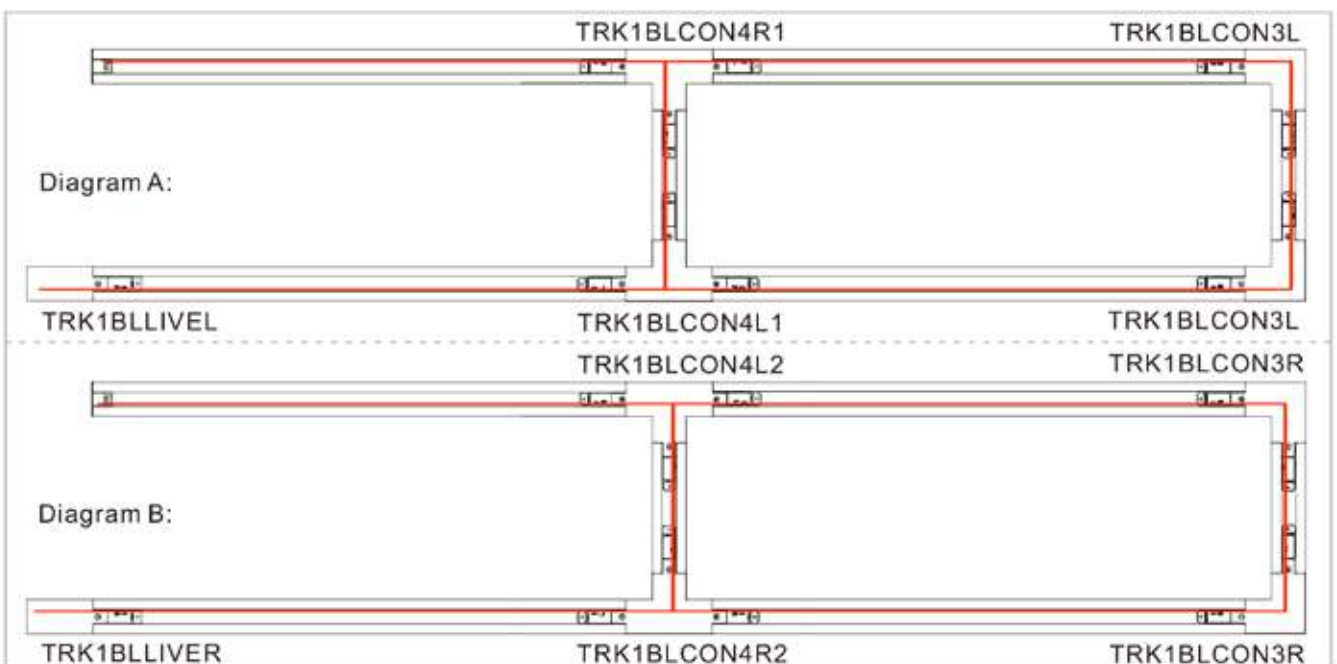 TRK1BLCON4R1 TRK1BLCON3L
Diagram A:
TRK1BLLIVEL TRK1BLCON4L1 TRK1BLCON3L
TRK1BLCON4L2 TRK1BLCON3R
Diagram B:
TRK1BLLIVER TRK1BLCON4R2 TRK1BLCON3R